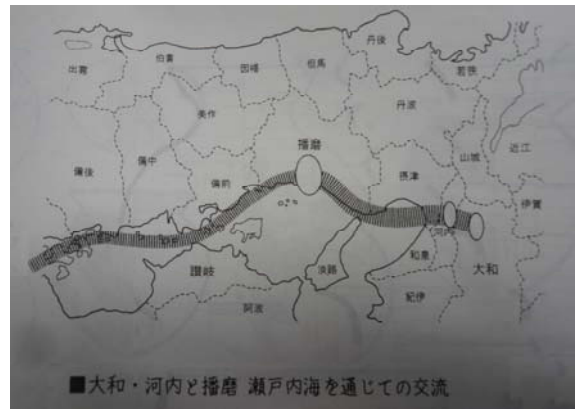 丹後
出雲
伯耆
因幡
但馬
若狭
美作
丹波
播磨
近江
山城
備後
備中
備前
摂津
伊賀
河内
和泉
讃岐
淡路
大和
紀伊
阿波
■大和・河内と播磨 瀬戸内海を通じての交流